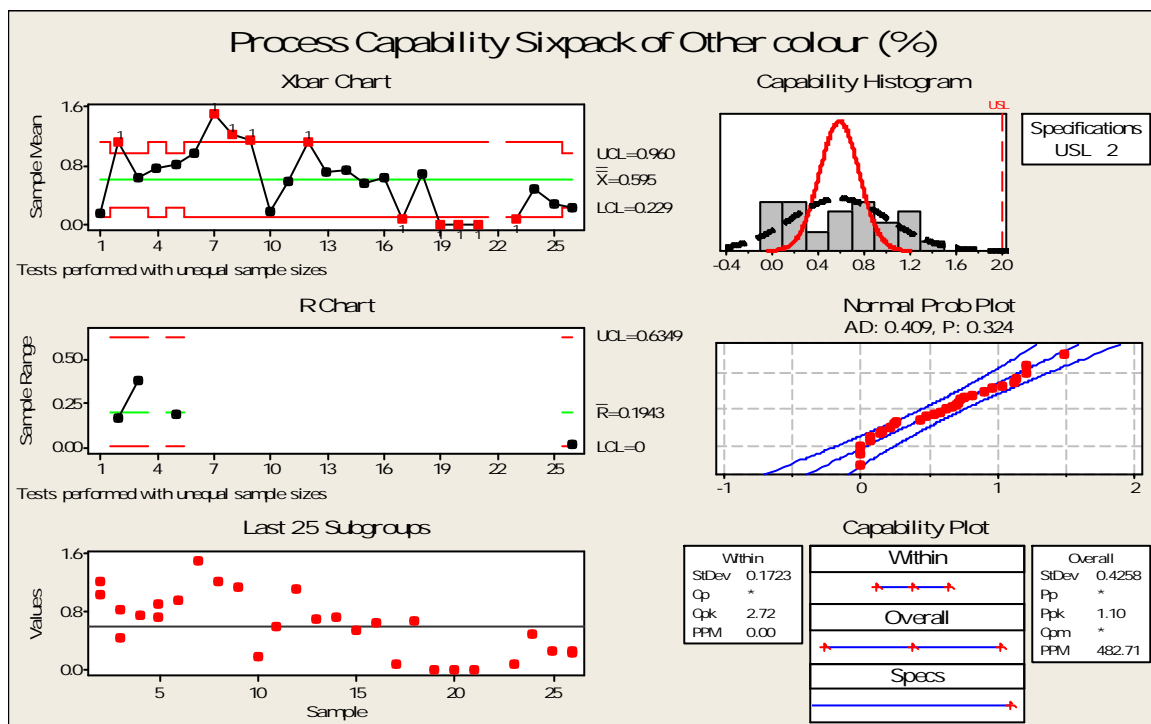 Process Capability Sixpack of Other colour (%)
Xbar Chart
Sample Mean
1.6
0.8
0.0
1
1
1
1
1
1
1
1
1
1 4 7 10 13 16 19 22 25
UCL=0.960
X=0.595
LCL=0.229
Tests performed with unequal sample sizes
Capability Histogram
USL
-0.4 0.0 0.4 0.8 1.2 1.6 2.0
Specifications
USL 2
R Chart
Sample Range
0.50
0.25
0.00
1 4 7 10 13 16 19 22 25
UCL=0.6349
R=0.1943
LCL=0
Tests performed with unequal sample sizes
Normal Prob Plot
AD: 0.409, P: 0.324
-1 0 1 2
Last 25 Subgroups
Values
1.6
0.8
0.0
5 10 15 20 25
Sample
Capability Plot
Within
StDev 0.1723
Cp *
Cpk 2.72
PPM 0.00
Within
Overall
Specs
Overall
StDev 0.4258
Pp *
Ppk 1.10
Cpm *
PPM 482.71